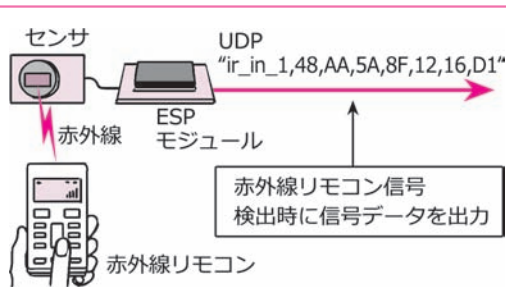 センサ
UDP
“ir_in_1,48,AA,5A,8F,12,16,D1”
ESP
モジュール
赤外線
赤外線リモコン信号
検出時に信号データを出力
赤外線リモコン